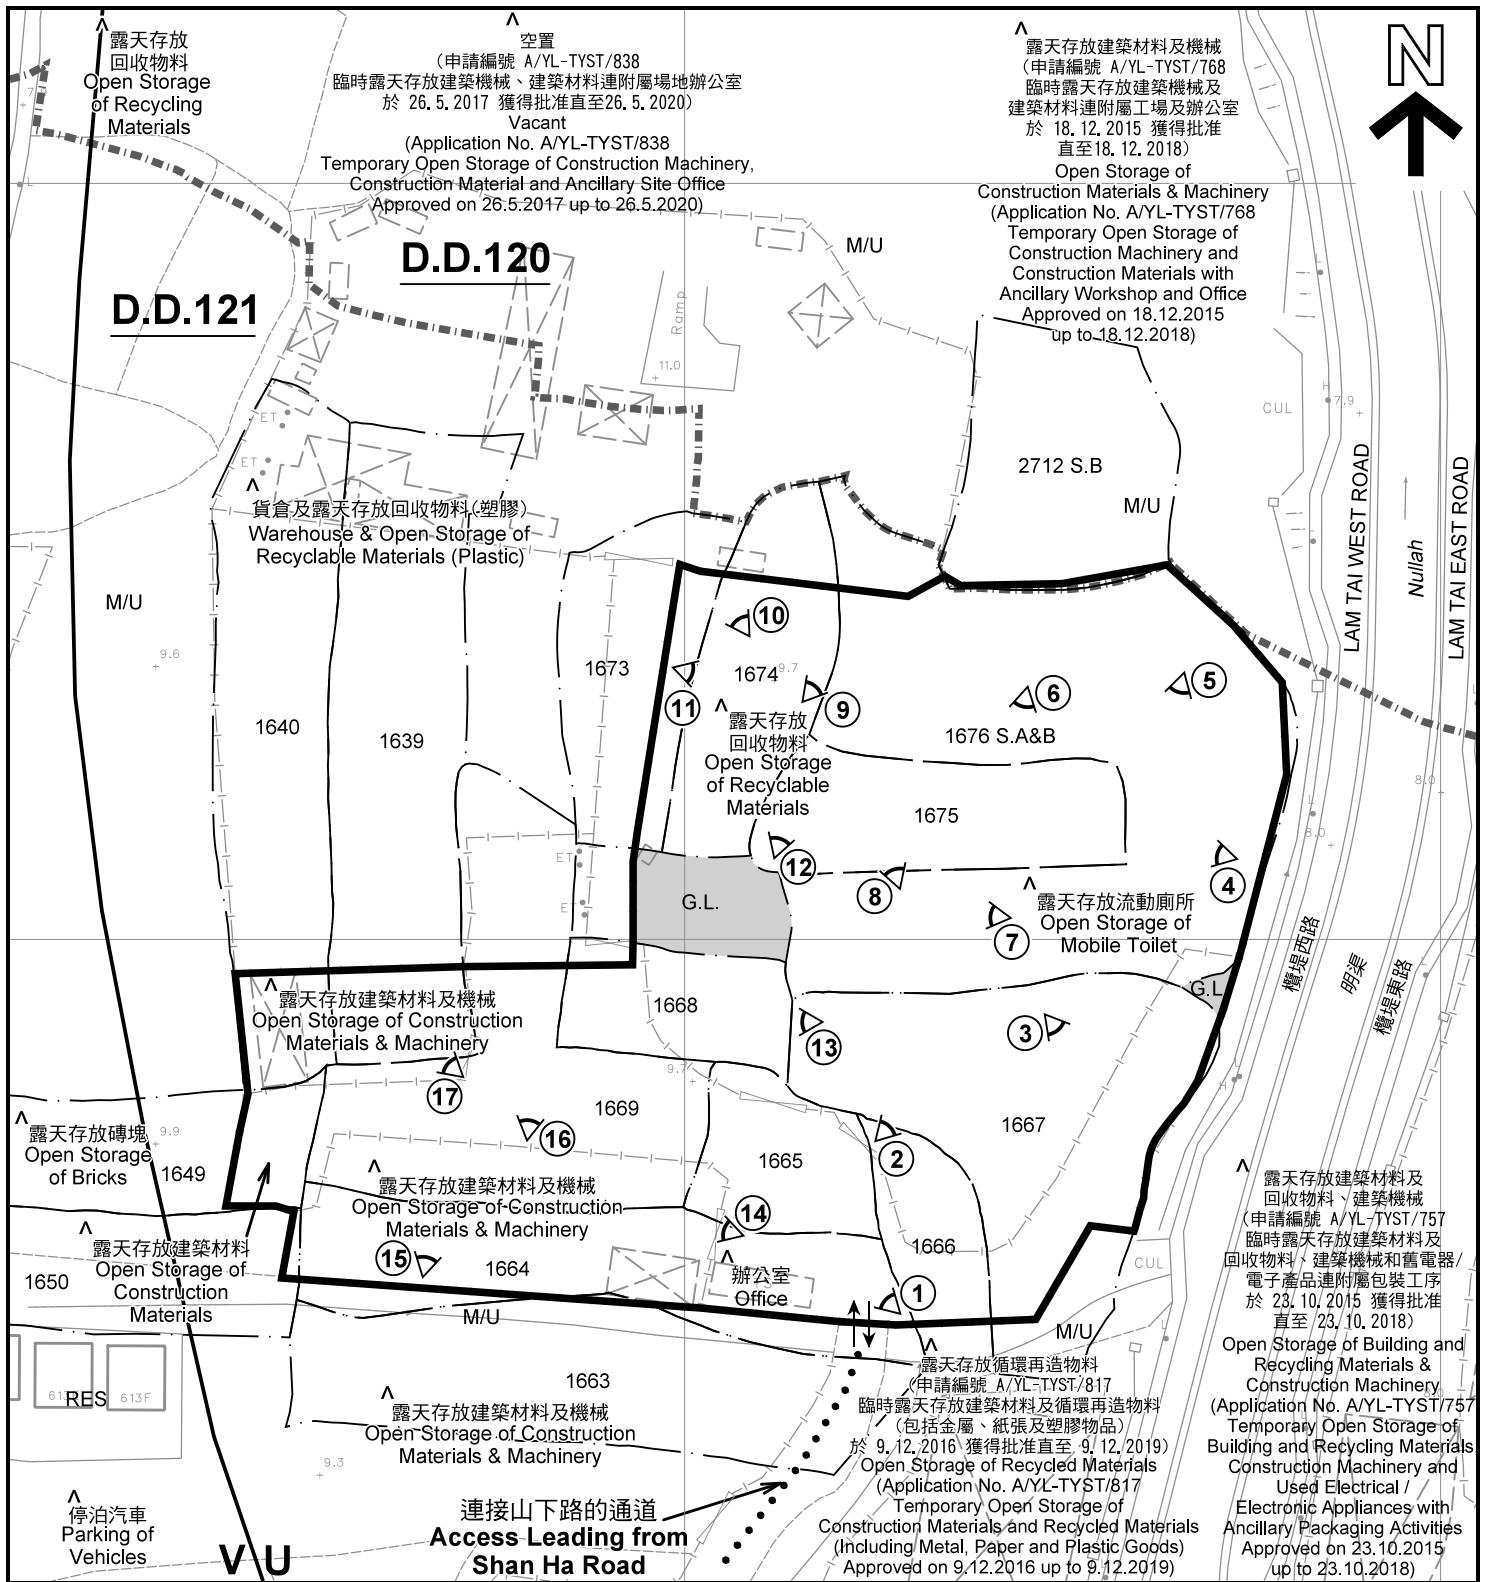 露天存放
回收物料
Open Storage
of Recycling
Materials
空置
(申請編號 A/YL-TYST/838
臨時露天存放建築機械、建築材料連附屬場地辦公室
於 26.5.2017 獲得批准直至26.5.2020)
Vacant
(Application No. A/YL-TYST/838
Temporary Open Storage of Construction Machinery,
Construction Material and Ancillary Site Office
Approved on 26.5.2017 up to 26.5.2020)
露天存放建築材料及機械
(申請編號 A/YL-TYST/768
臨時露天存放建築機械及
建築材料連附屬工場及辦公室
於 18.12.2015 獲得批准
直至18.12.2018)
Open Storage of
Construction Materials & Machinery
(Application No. A/YL-TYST/768
Temporary Open Storage of
Construction Machinery and
Construction Materials with
Ancillary Workshop and Office
Approved on 18.12.2015
up to 18.12.2018)
N
D.D.120
D.D.121
M/U
Ramp
11.0
ET
ET
CUL
H
7.9
2712 S.B
M/U
貨倉及露天存放回收物料(塑膠)
Warehouse & Open Storage of
Recyclable Materials (Plastic)
LAM TAI WEST ROAD
Nullah
LAM TAI EAST ROAD
M/U
9.6
10
1673
1674
9.7
11
9
6
5
1640
1639
1676 S.A&B
露天存放
回收物料
Open Storage
of Recyclable
Materials
1675
8.0
8.0
ET
12
8
4
G.L.
ET
露天存放流動廁所
Open Storage of
Mobile Toilet
7
欖堤西路
明渠
欖堤東路
G.L.
露天存放建築材料及機械
Open Storage of Construction
Materials & Machinery
1668
13
3
9.7
17
1669
16
1667
露天存放磚塊
Open Storage
of Bricks
9.9
1649
2
1665
露天存放建築材料及機械
Open Storage of Construction
Materials & Machinery
14
露天存放建築材料
Open Storage of
Construction
Materials
15
1664
1666
1650
辦公室
Office
1
CUL
M/U
M/U
露天存放建築材料及
回收物料、建築機械
(申請編號 A/YL-TYST/757
臨時露天存放建築材料及
回收物料、建築機械和舊電器/
電子產品連附屬包裝工序
於 23.10.2015 獲得批准
直至 23.10.2018)
Open Storage of Building and
Recycling Materials &
Construction Machinery
(Application No. A/YL-TYST/757
Temporary Open Storage of
Building and Recycling Materials,
Construction Machinery and
Used Electrical /
Electronic Appliances with
Ancillary Packaging Activities
Approved on 23.10.2015
up to 23.10.2018)
RES
613F
1663
露天存放建築材料及機械
Open Storage of Construction
Materials & Machinery
9.3
露天存放循環再造物料
(申請編號 A/YL-TYST/817
臨時露天存放建築材料及循環再造物料
(包括金屬、紙張及塑膠物品)
於 9.12.2016 獲得批准直至 9.12.2019)
Open Storage of Recycled Materials
(Application No. A/YL-TYST/817
Temporary Open Storage of
Construction Materials and Recycled Materials
(Including Metal, Paper and Plastic Goods)
Approved on 9.12.2016 up to 9.12.2019)
連接山下路的通道
Access Leading from
Shan Ha Road
停泊汽車
Parking of
Vehicles
V U